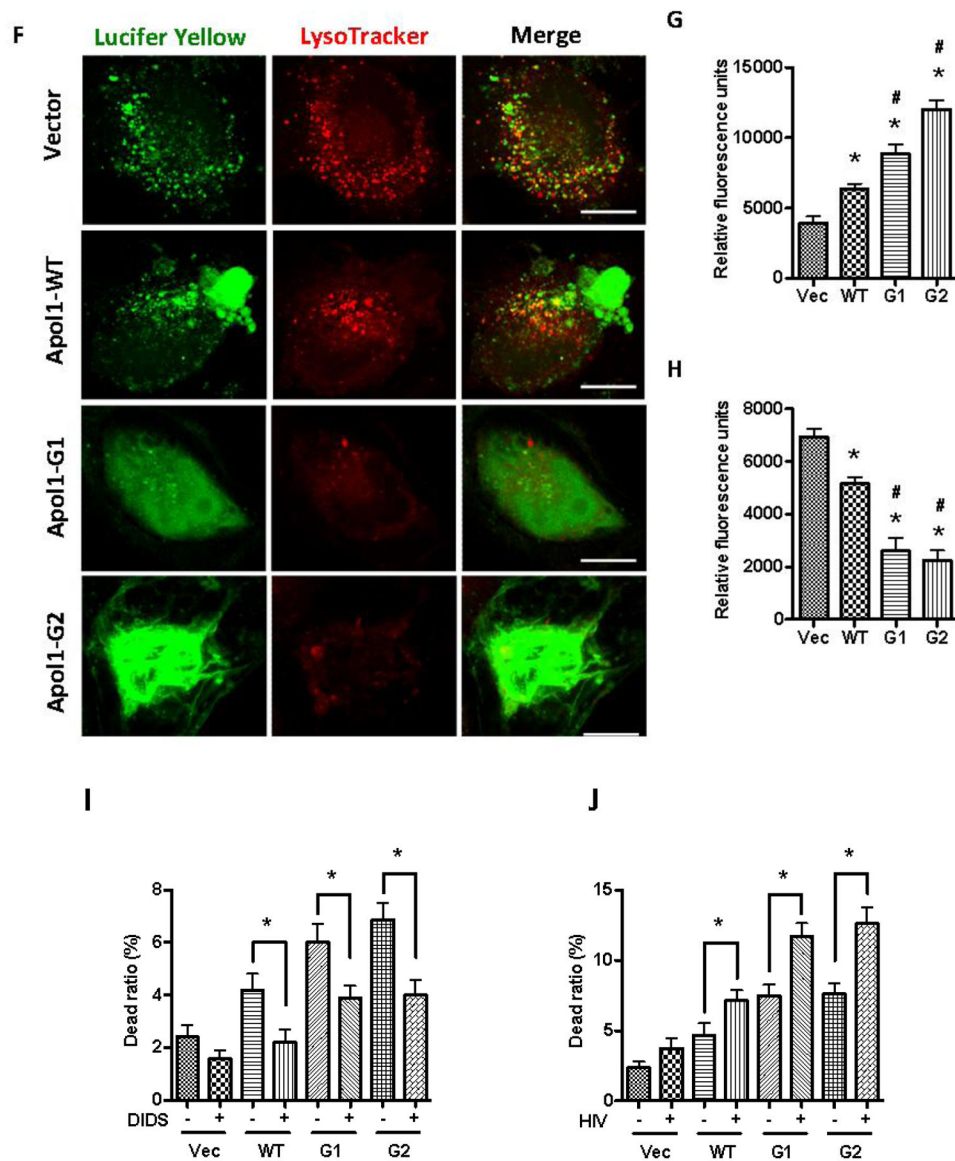 F
Lucifer Yellow LysoTracker Merge
Vector
Apol1-WT
Apol1-G1
Apol1-G2
G
Relative fluorescence units
15000
10000
5000
0
*
# *
# *
Vec WT G1 G2
H
Relative fluorescence units
8000
6000
4000
2000
0
*
# *
# *
Vec WT G1 G2
I
Dead ratio (%)
8
6
4
2
0
* * *
DIDS - + - + - + - +
Vec WT G1 G2
J
Dead ratio (%)
15
10
5
0
* * *
HIV - + - + - + - +
Vec WT G1 G2